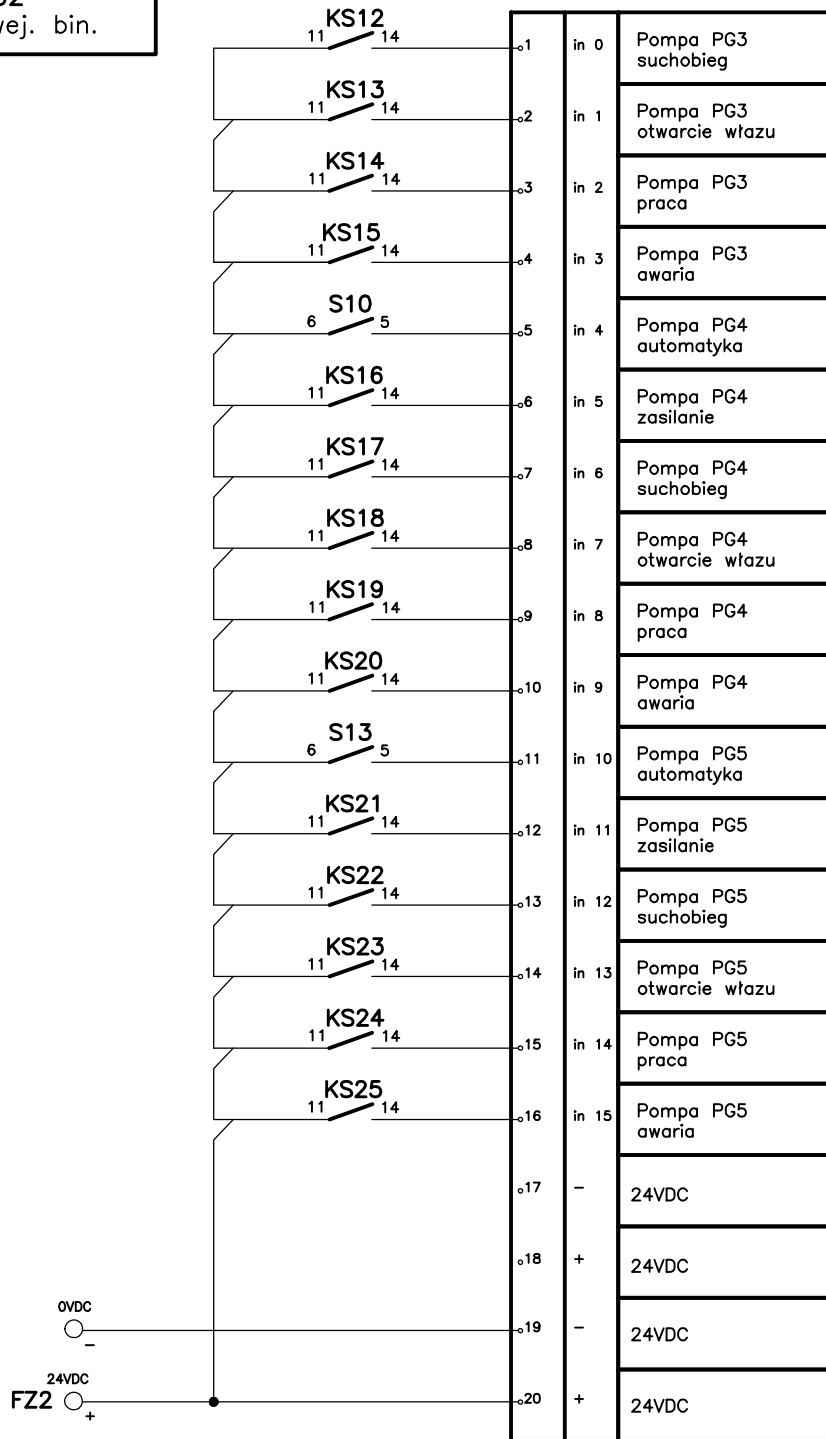 wej. bin.
KS12
11 14 1 in 0 Pompa PG3
suchobieg
KS13
11 14 2 in 1 Pompa PG3
otwarcie włazu
KS14
11 14 3 in 2 Pompa PG3
praca
KS15
11 14 4 in 3 Pompa PG3
awaria
S10
6 5 5 in 4 Pompa PG4
automatyka
KS16
11 14 6 in 5 Pompa PG4
zasilanie
KS17
11 14 7 in 6 Pompa PG4
suchobieg
KS18
11 14 8 in 7 Pompa PG4
otwarcie włazu
KS19
11 14 9 in 8 Pompa PG4
praca
KS20
11 14 10 in 9 Pompa PG4
awaria
S13
6 5 11 in 10 Pompa PG5
automatyka
KS21
11 14 12 in 11 Pompa PG5
zasilanie
KS22
11 14 13 in 12 Pompa PG5
suchobieg
KS23
11 14 14 in 13 Pompa PG5
otwarcie włazu
KS24
11 14 15 in 14 Pompa PG5
praca
KS25
11 14 16 in 15 Pompa PG5
awaria
17 - 24VDC
18 + 24VDC
0VDC
- 19 - 24VDC
24VDC
FZ2 + 20 + 24VDC